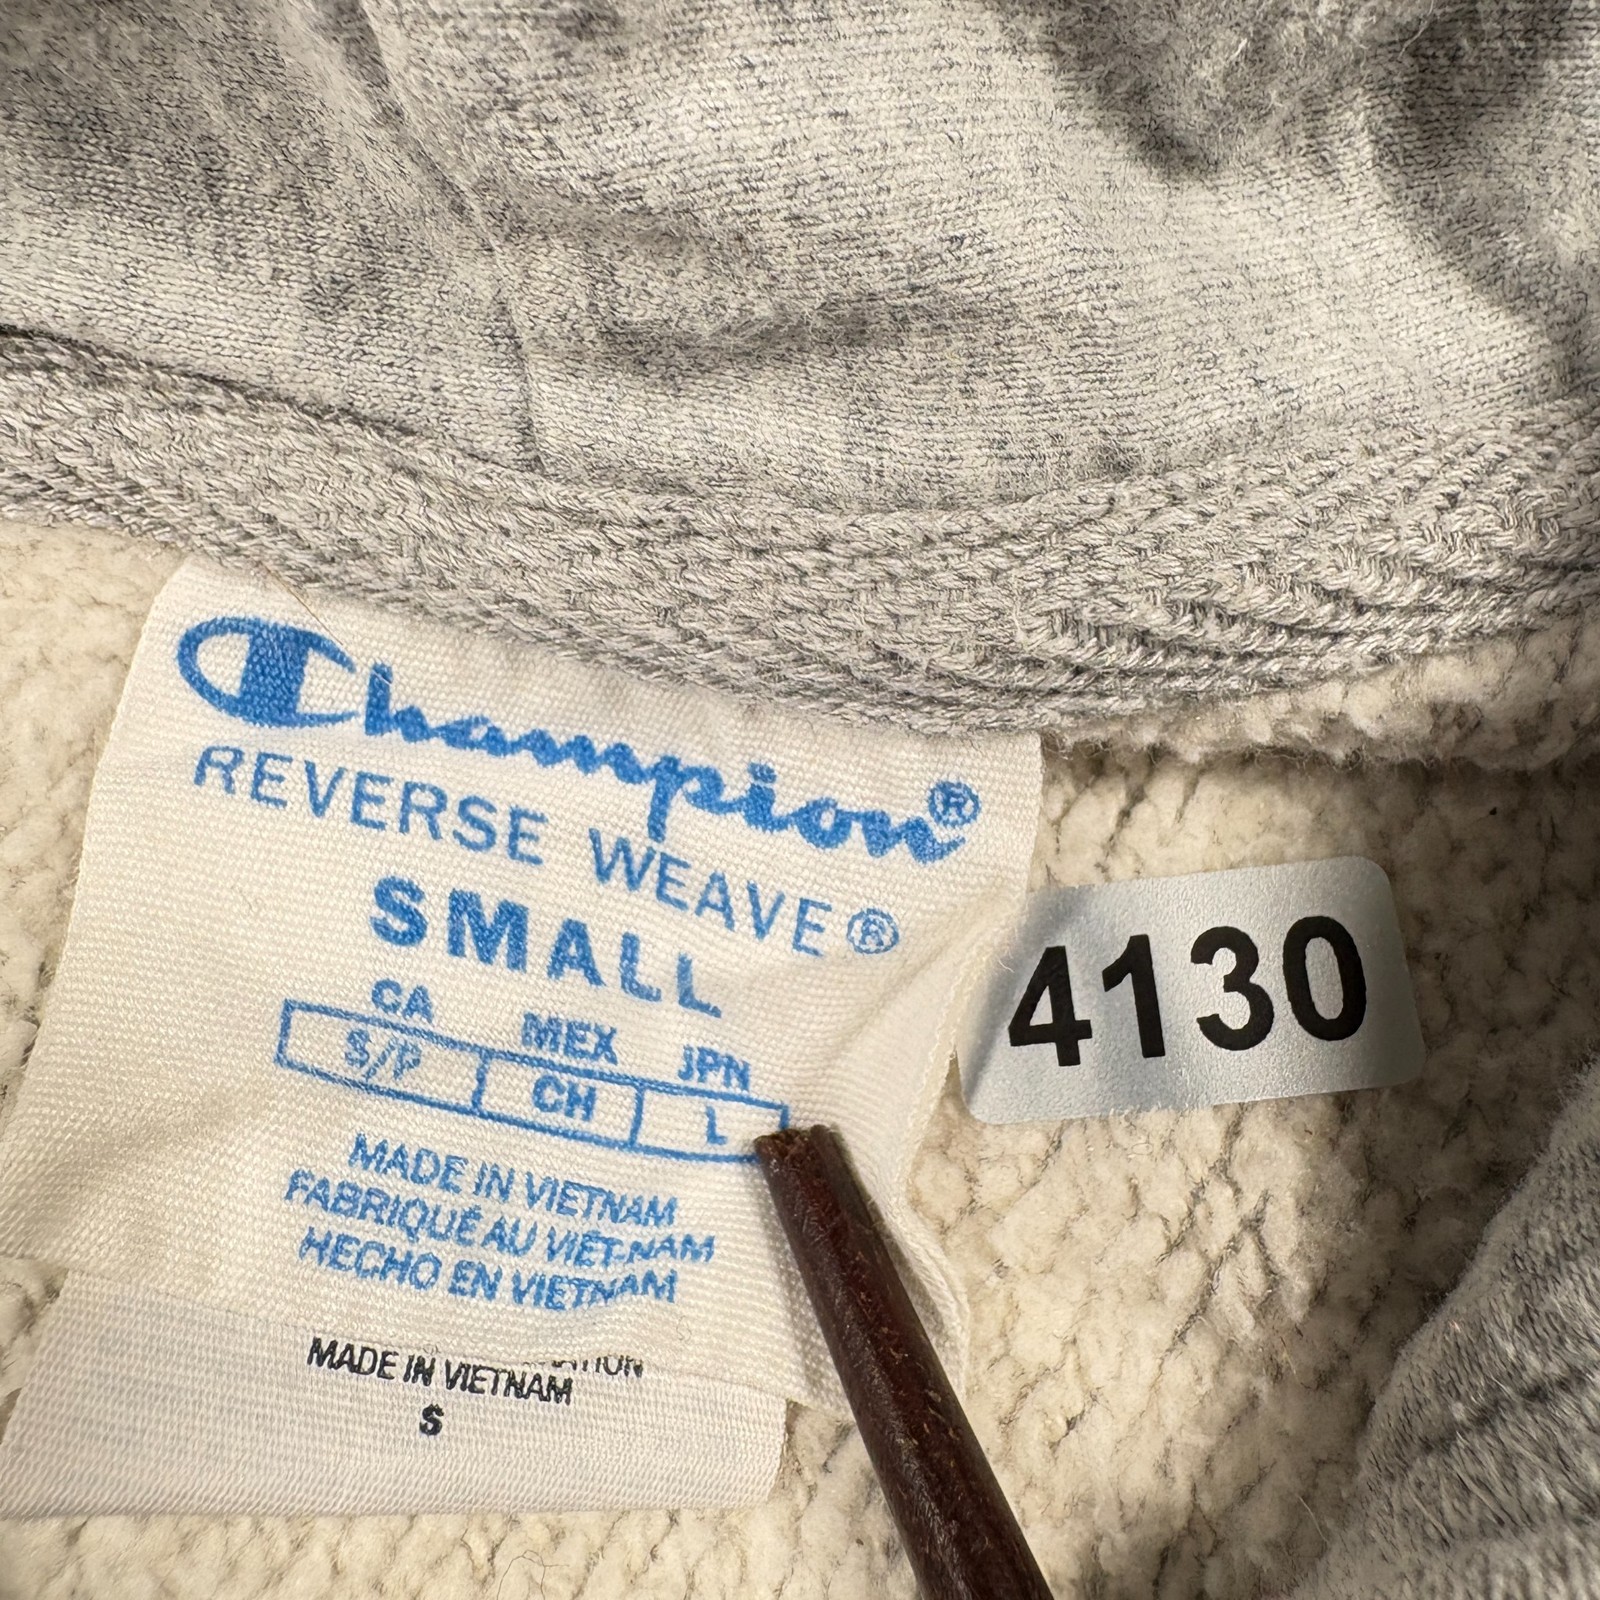 Champion®
REVERSE WEAVE®
SMALL
CA MEX JPN
S/P CH L
MADE IN VIETNAM
FABRIQUÉ AU VIÊT-NAM
HECHO EN VIETNAM
MADE IN VIETNAM
S
4130